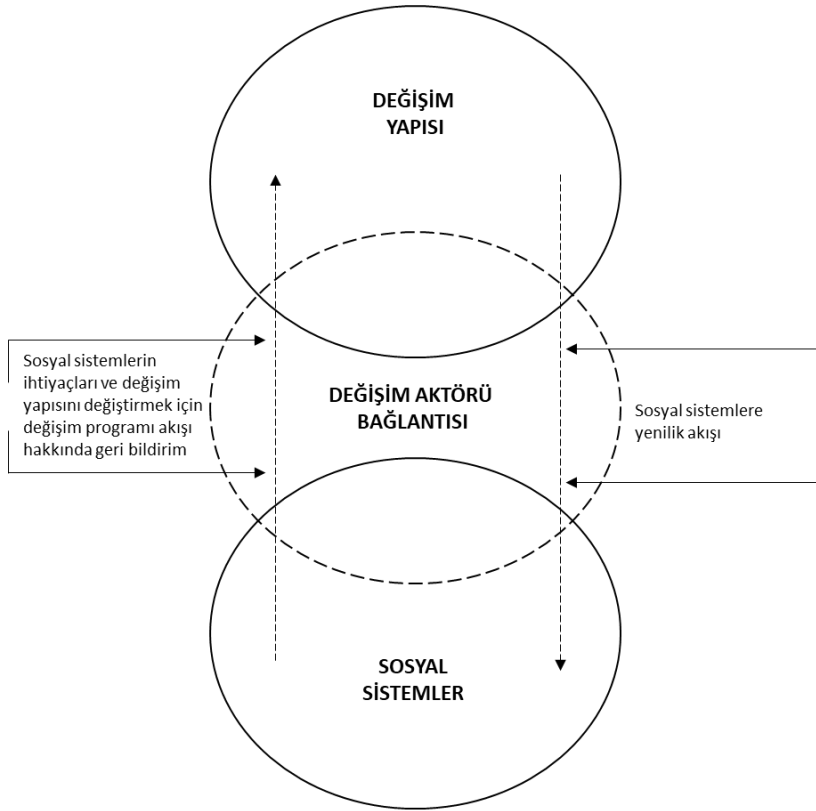 DEĞİŞİM
YAPISI
Sosyal sistemlerin
ihtiyaçları ve değişim
yapısını değiştirmek için
değişim programı akışı
hakkında geri bildirim
DEĞİŞİM AKTÖRÜ
BAĞLANTISI
Sosyal sistemlere
yenilik akışı
SOSYAL
SİSTEMLER